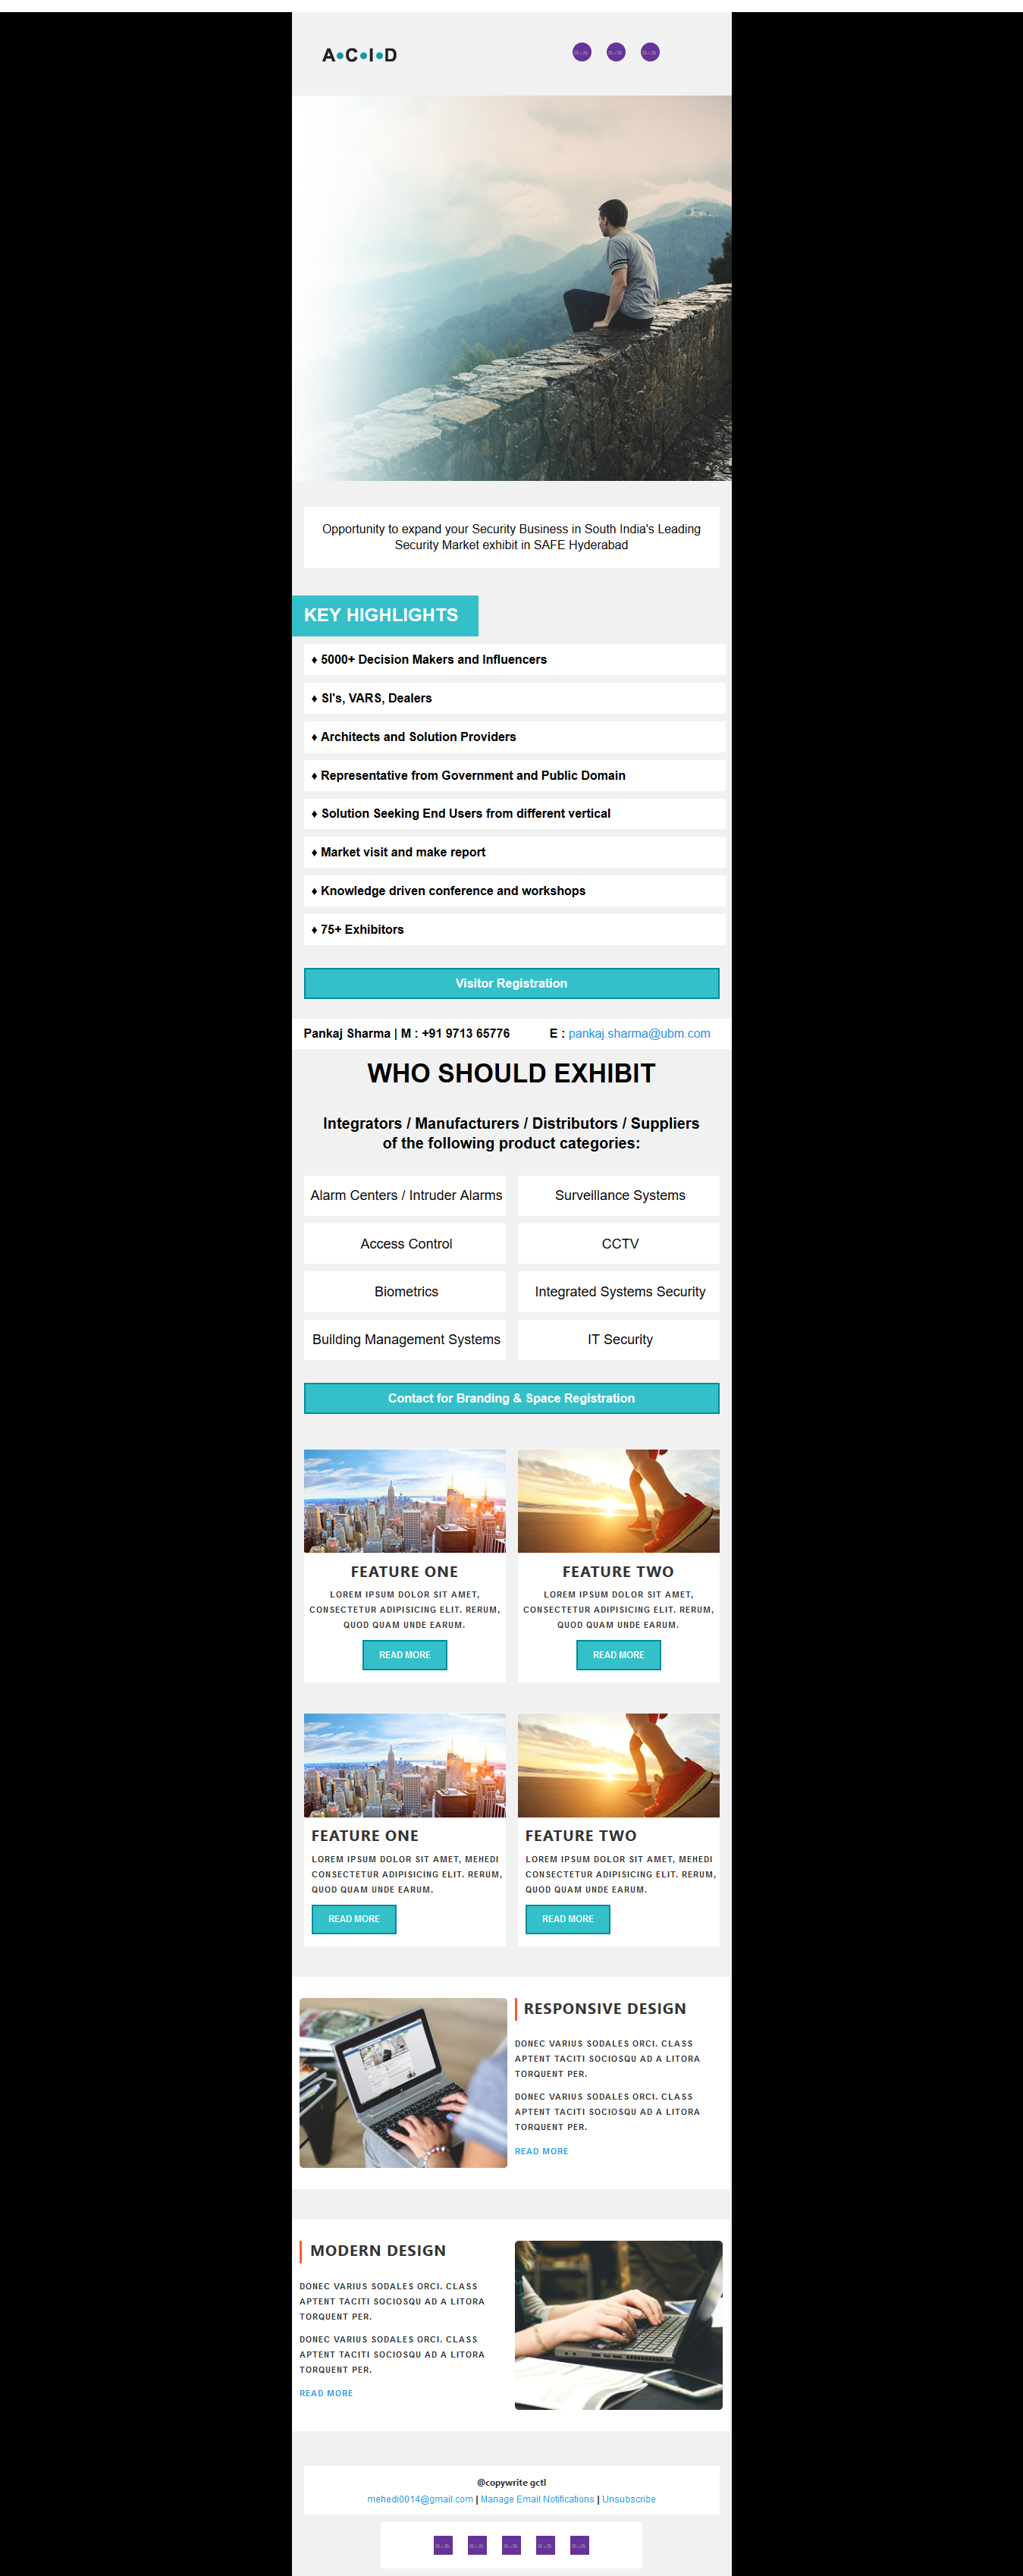 A•C•I•D
Opportunity to expand your Security Business in South India's Leading
Security Market exhibit in SAFE Hyderabad
KEY HIGHLIGHTS
♦ 5000+ Decision Makers and Influencers
♦ SI's, VARS, Dealers
♦ Architects and Solution Providers
♦ Representative from Government and Public Domain
♦ Solution Seeking End Users from different vertical
♦ Market visit and make report
♦ Knowledge driven conference and workshops
♦ 75+ Exhibitors
Visitor Registration
Pankaj Sharma | M : +91 9713 65776 E : pankaj.sharma@ubm.com
WHO SHOULD EXHIBIT
Integrators / Manufacturers / Distributors / Suppliers
of the following product categories:
Alarm Centers / Intruder Alarms
Surveillance Systems
Access Control
CCTV
Biometrics
Integrated Systems Security
Building Management Systems
IT Security
Contact for Branding & Space Registration
FEATURE ONE
LOREM IPSUM DOLOR SIT AMET,
CONSECTETUR ADIPISICING ELIT. RERUM,
QUOD QUAM UNDE EARUM.
READ MORE
FEATURE TWO
LOREM IPSUM DOLOR SIT AMET,
CONSECTETUR ADIPISICING ELIT. RERUM,
QUOD QUAM UNDE EARUM.
READ MORE
FEATURE ONE
LOREM IPSUM DOLOR SIT AMET, MEHEDI
CONSECTETUR ADIPISICING ELIT. RERUM,
QUOD QUAM UNDE EARUM.
READ MORE
FEATURE TWO
LOREM IPSUM DOLOR SIT AMET, MEHEDI
CONSECTETUR ADIPISICING ELIT. RERUM,
QUOD QUAM UNDE EARUM.
READ MORE
RESPONSIVE DESIGN
DONEC VARIUS SODALES ORCI. CLASS
APTENT TACITI SOCIOSQU AD A LITORA
TORQUENT PER.
DONEC VARIUS SODALES ORCI. CLASS
APTENT TACITI SOCIOSQU AD A LITORA
TORQUENT PER.
READ MORE
MODERN DESIGN
DONEC VARIUS SODALES ORCI. CLASS
APTENT TACITI SOCIOSQU AD A LITORA
TORQUENT PER.
DONEC VARIUS SODALES ORCI. CLASS
APTENT TACITI SOCIOSQU AD A LITORA
TORQUENT PER.
READ MORE
@copywrite gctl
mehedi0014@gmail.com | Manage Email Notifications | Unsubscribe